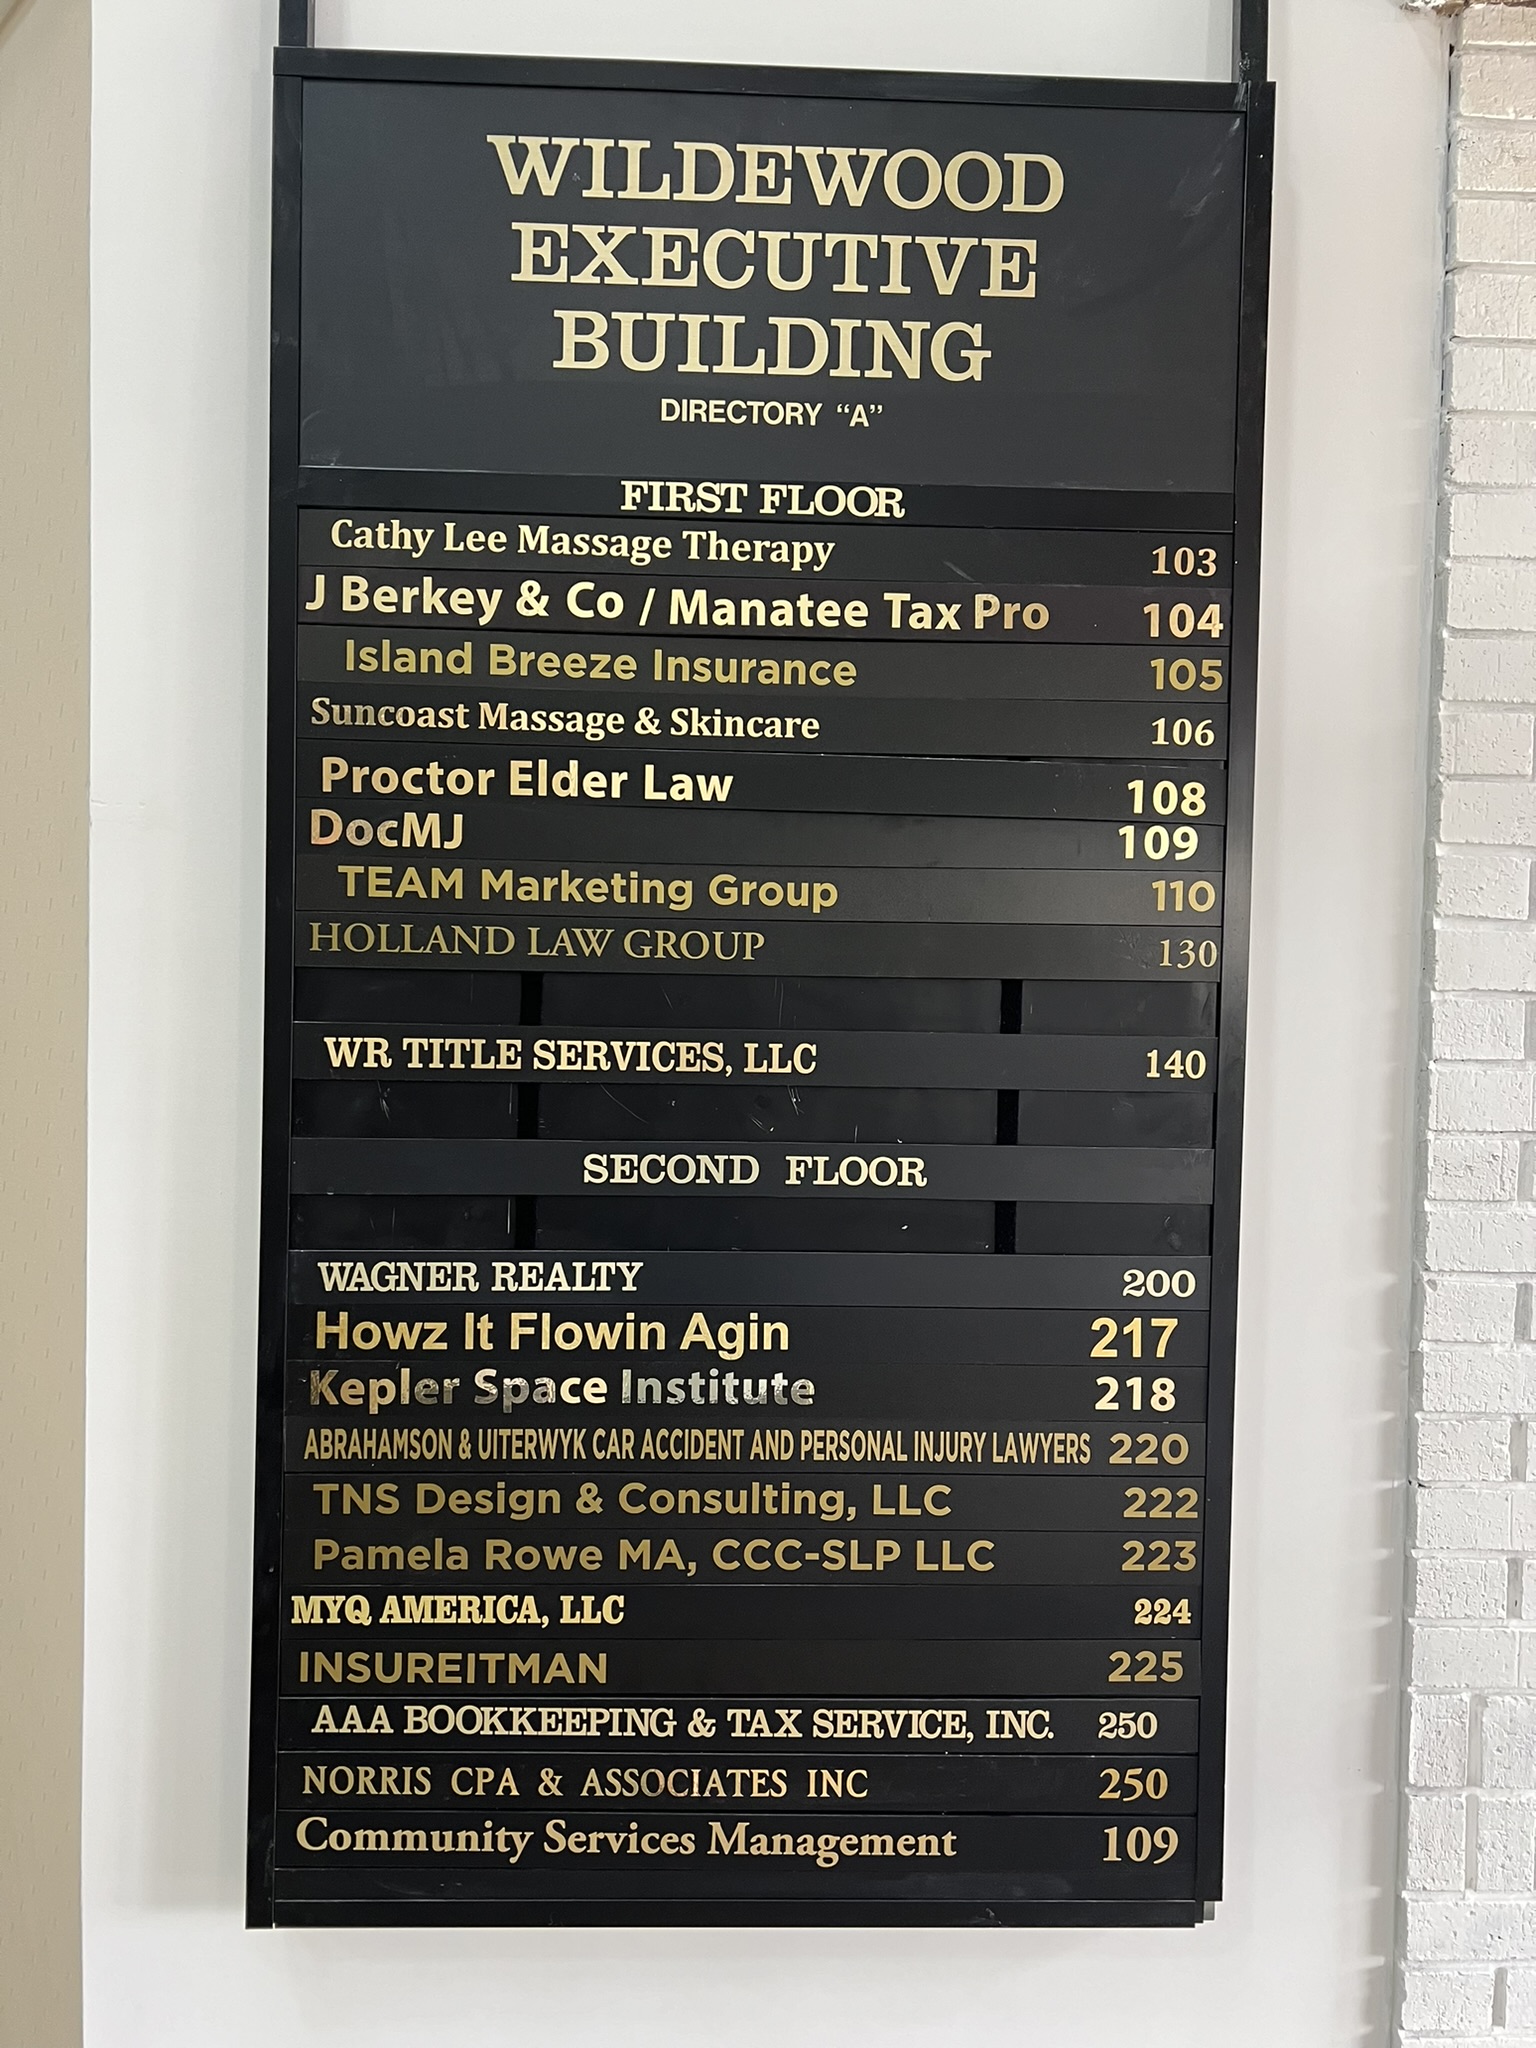 WILDEWOOD
EXECUTIVE
BUILDING
DIRECTORY “A”
FIRST FLOOR
Cathy Lee Massage Therapy 103
J Berkey & Co / Manatee Tax Pro 104
Island Breeze Insurance 105
Suncoast Massage & Skincare 106
Proctor Elder Law 108
DocMJ 109
TEAM Marketing Group 110
HOLLAND LAW GROUP 130
WR TITLE SERVICES, LLC 140
SECOND FLOOR
WAGNER REALTY 200
Howz It Flowin Agin 217
Kepler Space Institute 218
ABRAHAMSON & UITERWYK CAR ACCIDENT AND PERSONAL INJURY LAWYERS 220
TNS Design & Consulting, LLC 222
Pamela Rowe MA, CCC-SLP LLC 223
MYQ AMERICA, LLC 224
INSUREITMAN 225
AAA BOOKKEEPING & TAX SERVICE, INC. 250
NORRIS CPA & ASSOCIATES INC 250
Community Services Management 109